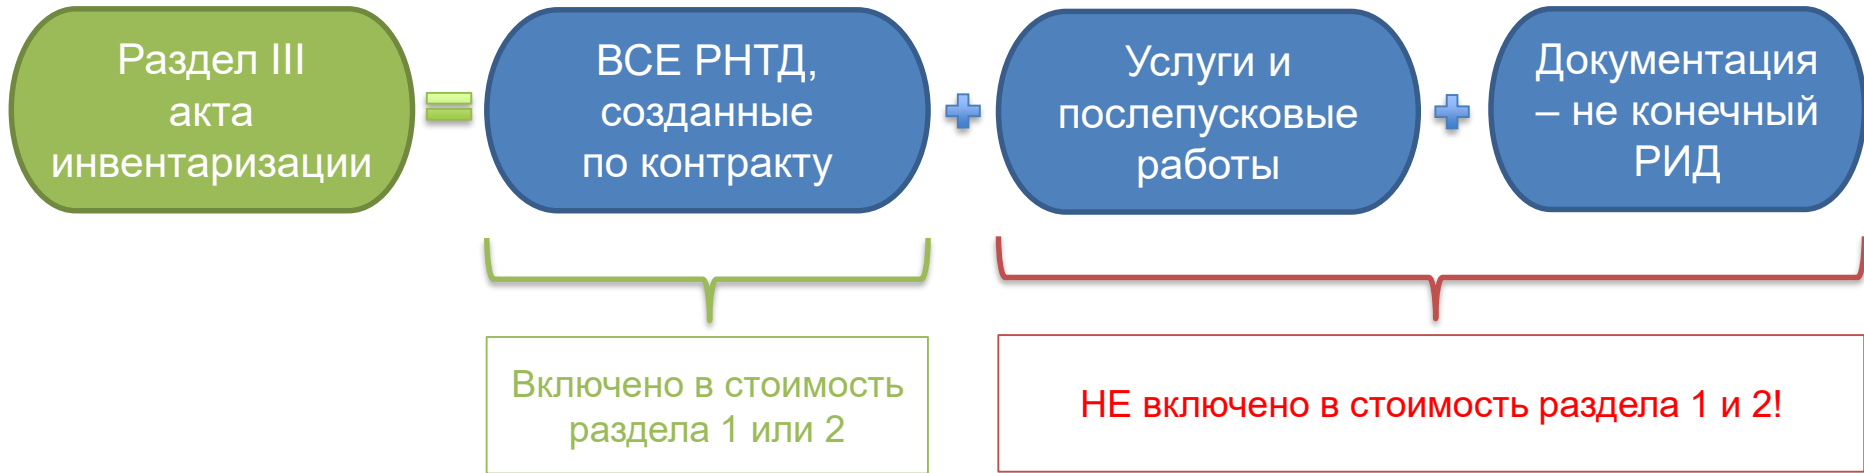 Раздел III
акта
инвентаризации
ВСЕ РНТД,
созданные
по контракту
Услуги и
послепусковые
работы
Документация
– не конечный
РИД
Включено в стоимость
раздела 1 или 2
НЕ включено в стоимость раздела 1 и 2!